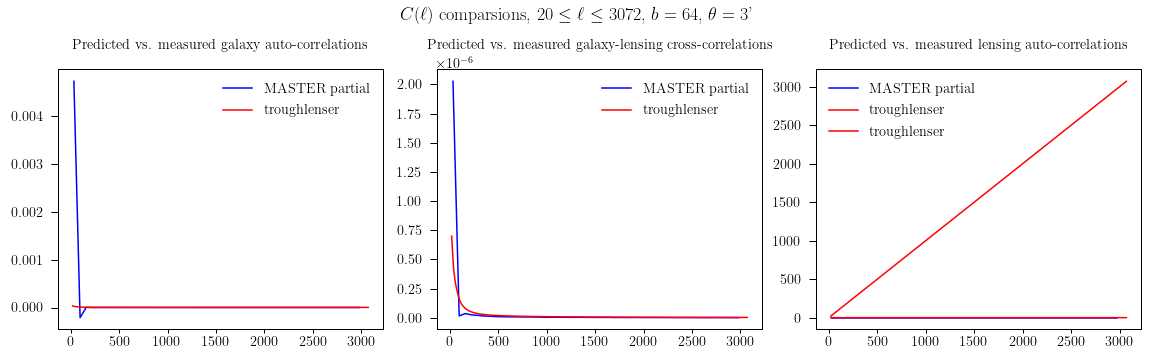 C(ℓ) comparsions, 20 ≤ ℓ ≤ 3072, b = 64, θ = 3'
Predicted vs. measured galaxy auto-correlations
MASTER partial
troughlenser
0.004
0.003
0.002
0.001
0.000
0 500 1000 1500 2000 2500 3000
Predicted vs. measured galaxy-lensing cross-correlations
×10⁻⁶
MASTER partial
troughlenser
2.00
1.75
1.50
1.25
1.00
0.75
0.50
0.25
0.00
0 500 1000 1500 2000 2500 3000
Predicted vs. measured lensing auto-correlations
MASTER partial
troughlenser
troughlenser
3000
2500
2000
1500
1000
500
0
0 500 1000 1500 2000 2500 3000